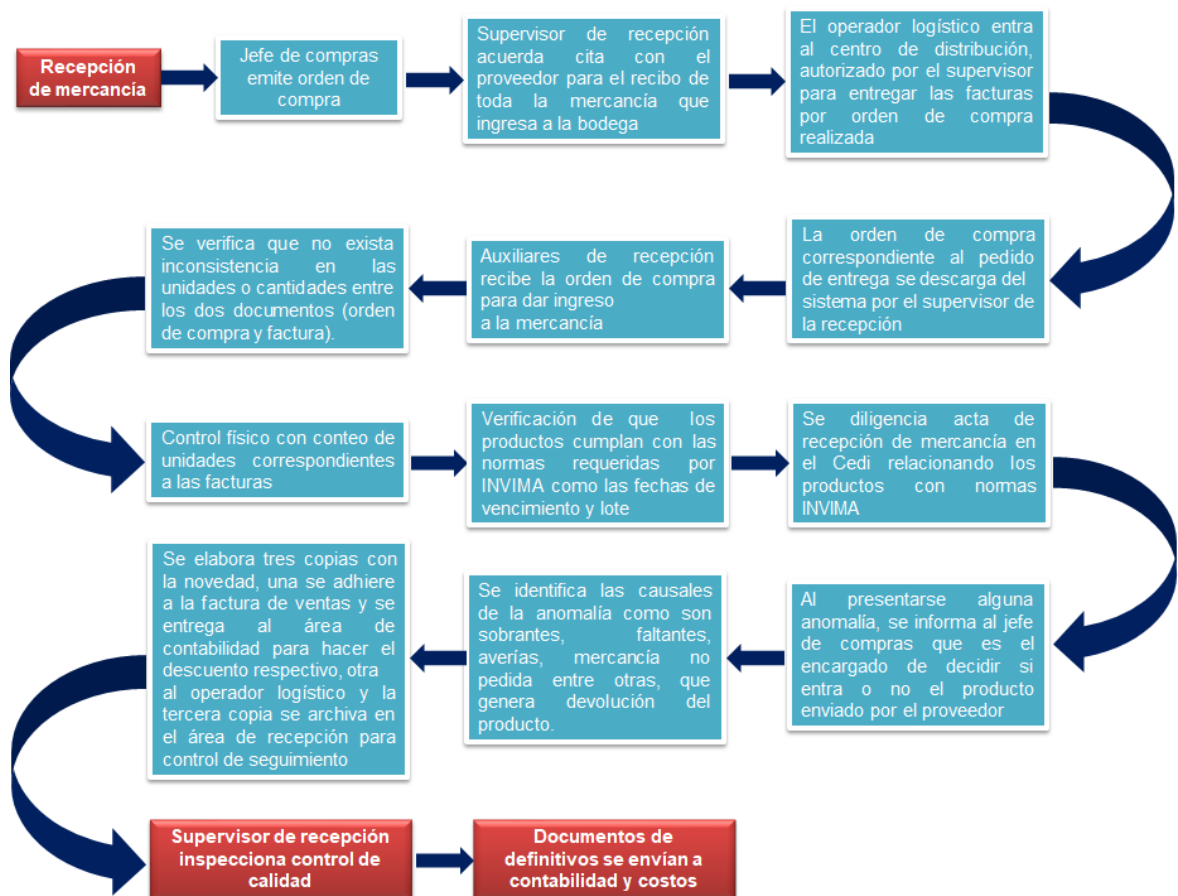 Recepción
de mercancía
Jefe de compras
emite orden de
compra
Supervisor de recepción
acuerda cita con el
proveedor para el recibo de
toda la mercancía que
ingresa a la bodega
El operador logístico entra
al centro de distribución,
autorizado por el supervisor
para entregar las facturas
por orden de compra
realizada
La orden de compra
correspondiente al pedido
de entrega se descarga del
sistema por el supervisor de
la recepción
Auxiliares de recepción
recibe la orden de compra
para dar ingreso
a la mercancía
Se verifica que no exista
inconsistencia en las
unidades o cantidades entre
los dos documentos (orden
de compra y factura).
Control físico con conteo de
unidades correspondientes
a las facturas
Verificación de que los
productos cumplan con las
normas requeridas por
INVIMA como las fechas de
vencimiento y lote
Se diligencia acta de
recepción de mercancía en
el Cedi relacionando los
productos con normas
INVIMA
Al presentarse alguna
anomalía, se informa al jefe
de compras que es el
encargado de decidir si
entra o no el producto
enviado por el proveedor
Se identifica las causales
de la anomalía como son
sobrantes, faltantes,
averías, mercancía no
pedida entre otras, que
genera devolución del
producto.
Se elabora tres copias con
la novedad, una se adhiere
a la factura de ventas y se
entrega al área de
contabilidad para hacer el
descuento respectivo, otra
al operador logístico y la
tercera copia se archiva en
el área de recepción para
control de seguimiento
Supervisor de recepción
inspecciona control de
calidad
Documentos de
definitivos se envían a
contabilidad y costos